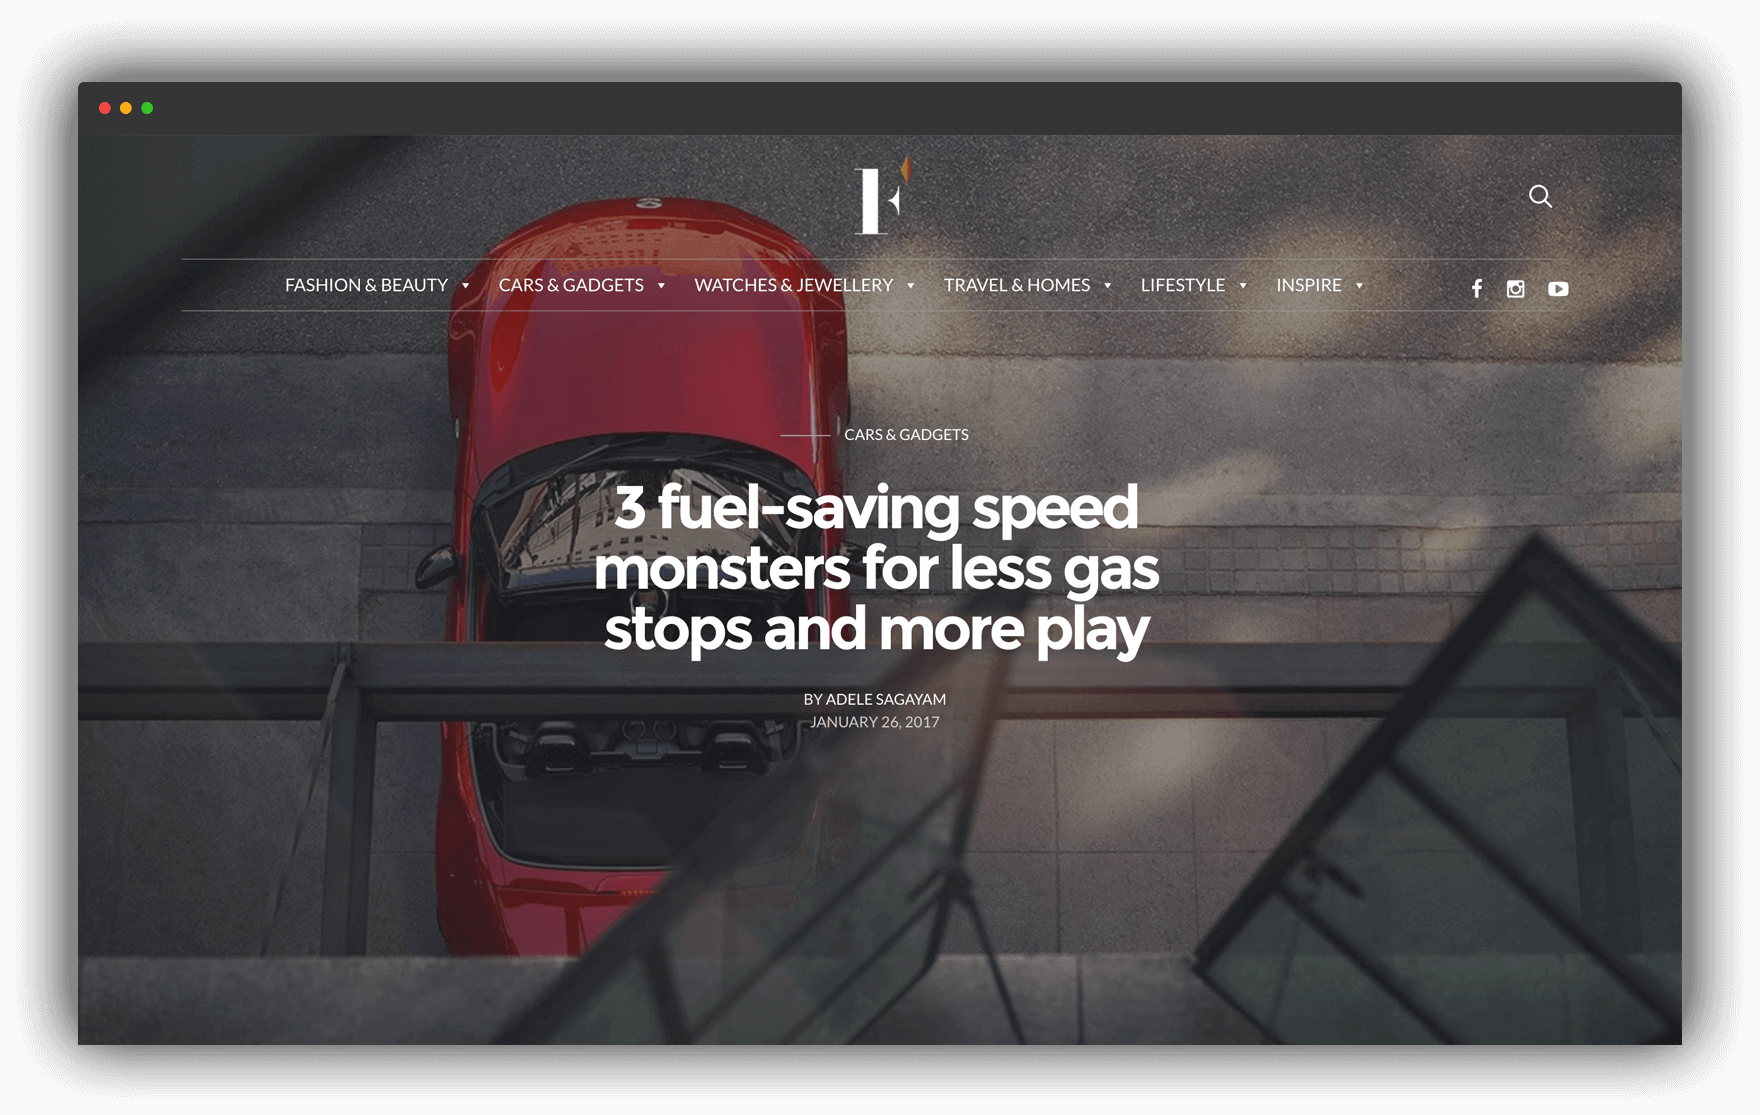 F
FASHION & BEAUTY CARS & GADGETS WATCHES & JEWELLERY TRAVEL & HOMES LIFESTYLE INSPIRE
CARS & GADGETS
3 fuel-saving speed
monsters for less gas
stops and more play
BY ADELE SAGAYAM
JANUARY 26, 2017